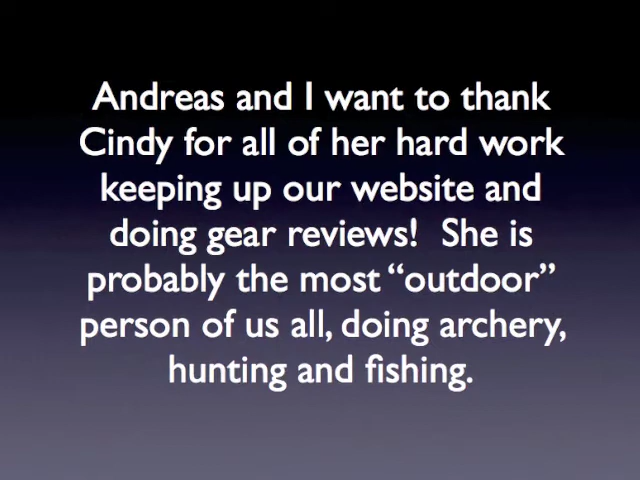 Andreas and I want to thank
Cindy for all of her hard work
keeping up our website and
doing gear reviews!  She is
probably the most “outdoor”
person of us all, doing archery,
hunting and fishing.